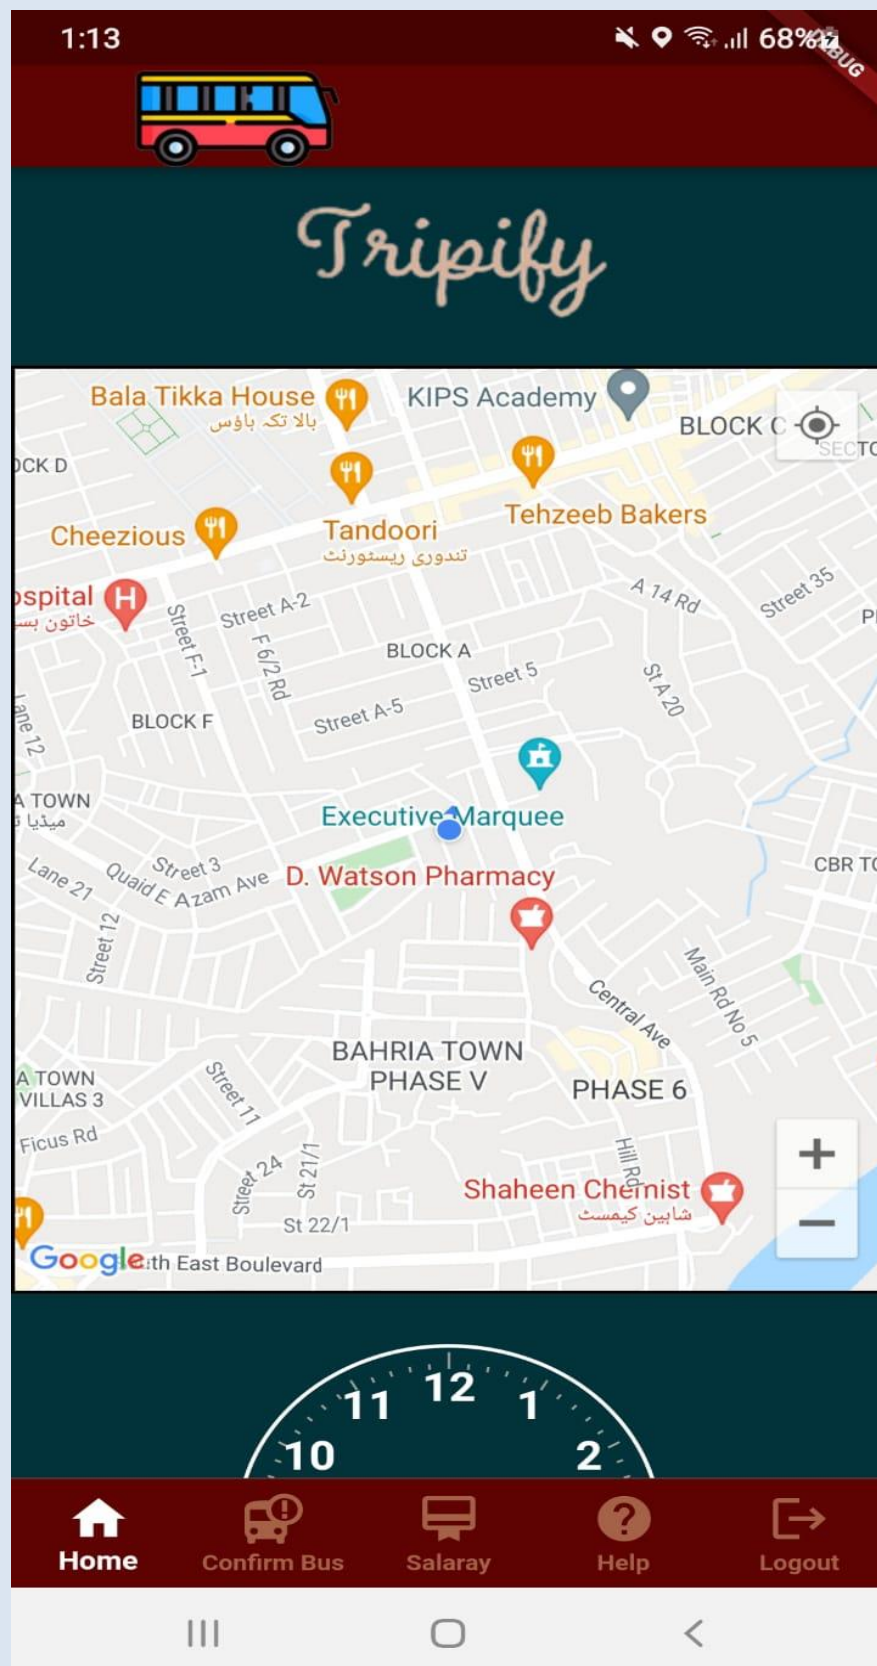 1:13
68%
DEBUG
Tripify
Bala Tikka House
بالا تکہ ہاؤس
KIPS Academy
BLOCK C
OCK D
SECTO
Tehzeeb Bakers
Cheezious
Tandoori
تندوری ریسٹورنٹ
ospital
H
خاتون
Street A-2
A 14 Rd
Street 35
Street F-1
F 6/2 Rd
BLOCK A
Street 5
St A 20
Lane 12
BLOCK F
Street A-5
A TOWN
میڈیا
Executive Marquee
Lane 21
Street 3
Quaid E Azam Ave
D. Watson Pharmacy
CBR TO
Street 12
Central Ave
Main Rd No 5
BAHRIA TOWN
PHASE V
A TOWN
VILLAS 3
Street 11
PHASE 6
Ficus Rd
Street 24
St 21/1
Hill Rd
Shaheen Chemist
شاہین کیمسٹ
St 22/1
Google
th East Boulevard
+
−
11 12 1
10 2
Home
Confirm Bus
Salaray
Help
Logout